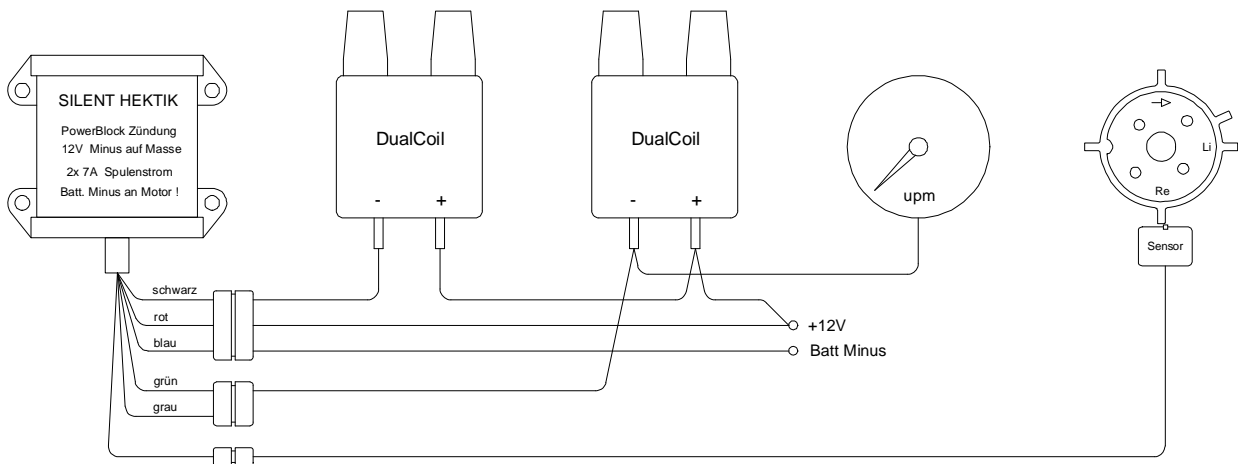 SILENT HEKTIK
PowerBlock Zündung
12V Minus auf Masse
2x 7A Spulenstrom
Batt. Minus an Motor !
DualCoil
- +
DualCoil
- +
upm
Li
Re
Sensor
schwarz
rot
blau
grün
grau
+12V
Batt Minus